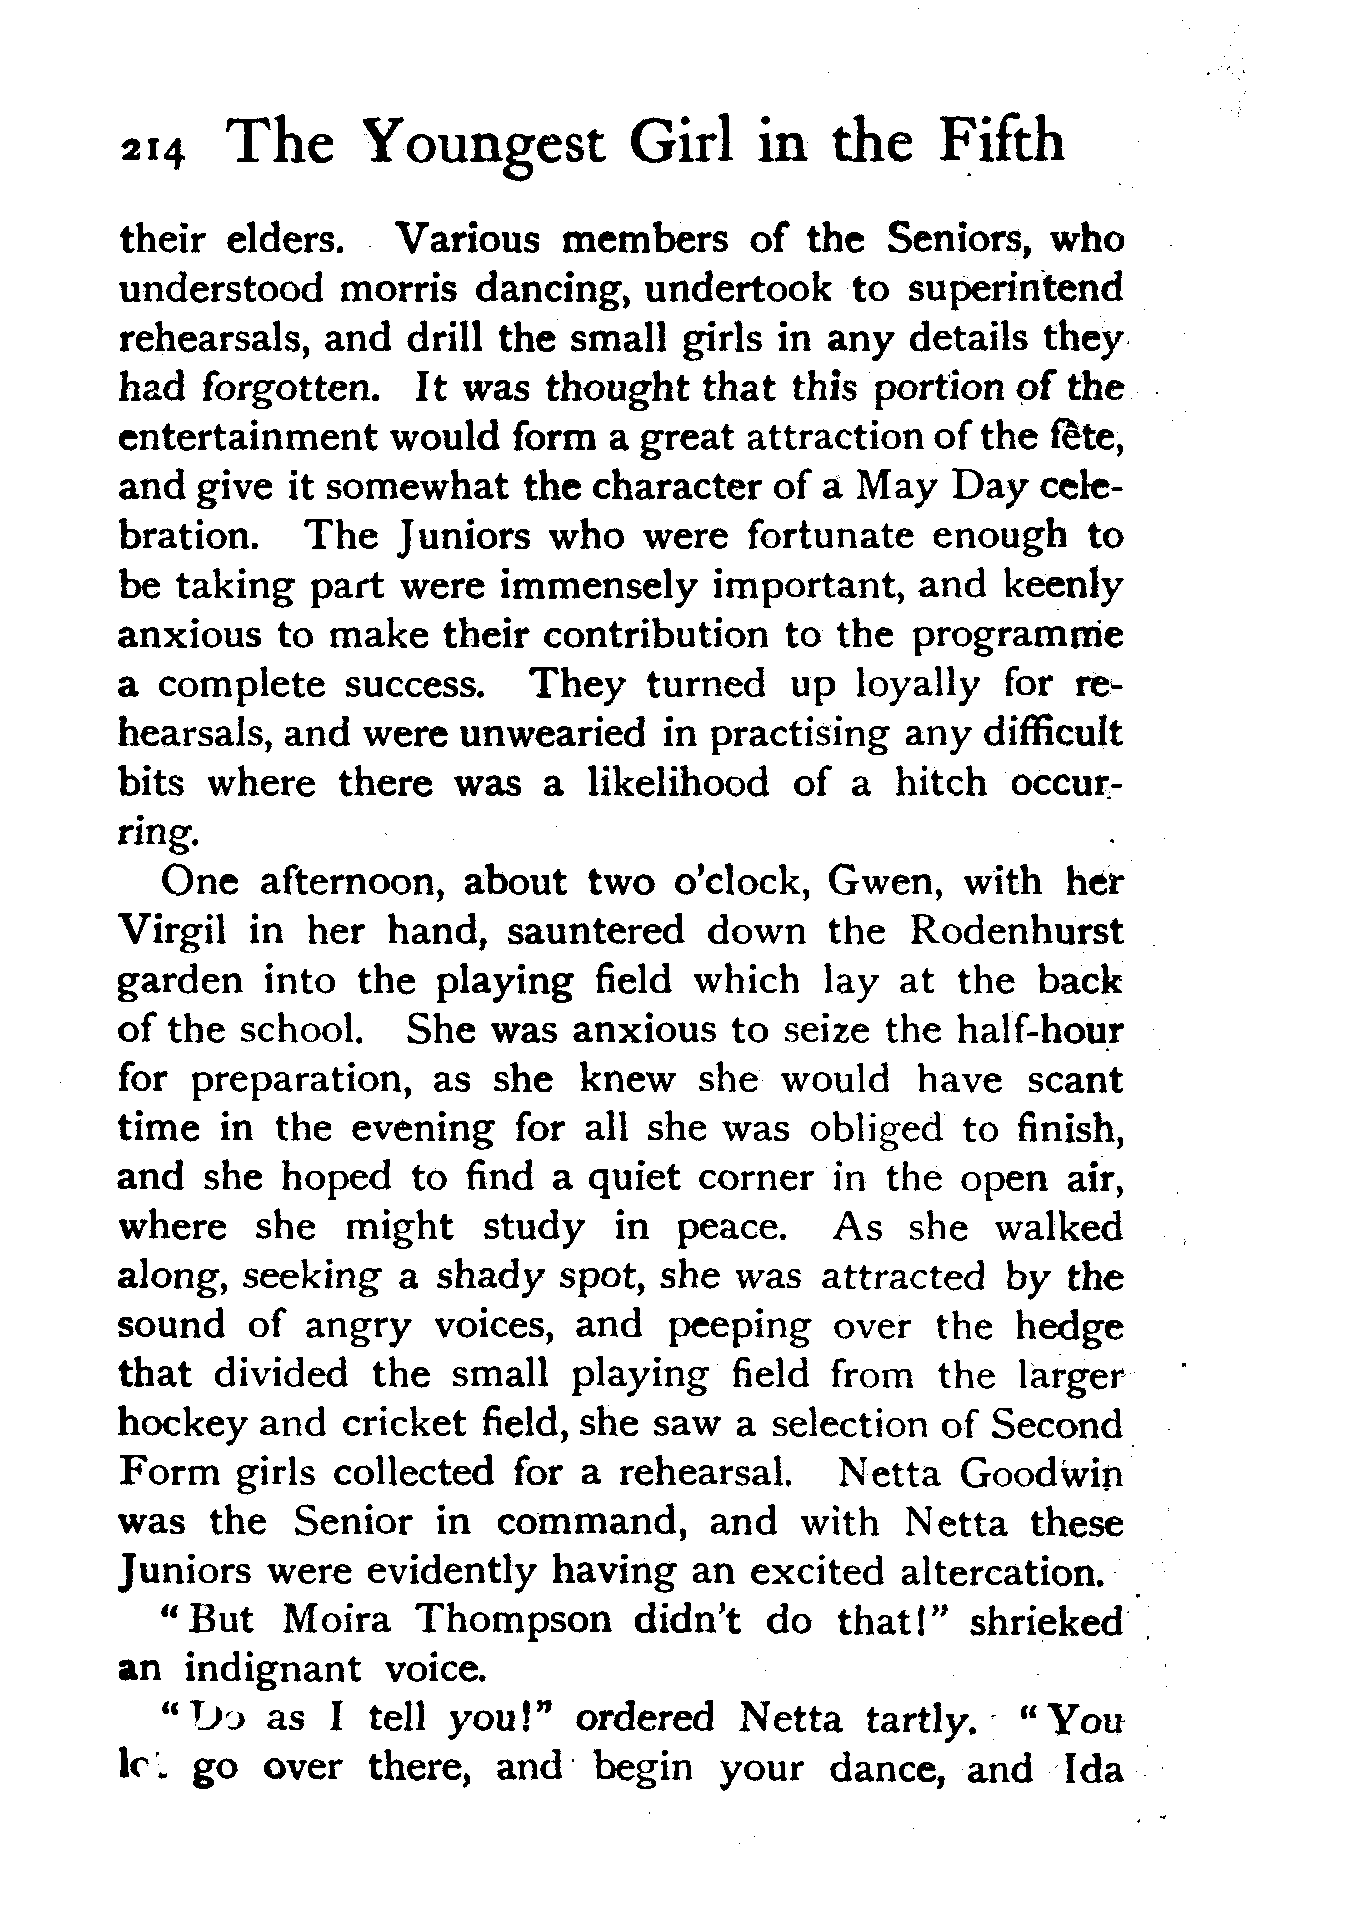 214 The Youngest Girl in the Fifth
their elders. Various members of the Seniors, who
understood morris dancing, undertook to superintend
rehearsals, and drill the small girls in any details they
had forgotten. It was thought that this portion of the
entertainment would form a great attraction of the fête,
and give it somewhat the character of a May Day cele-
bration. The Juniors who were fortunate enough to
be taking part were immensely important, and keenly
anxious to make their contribution to the programme
a complete success. They turned up loyally for re-
hearsals, and were unwearied in practising any difficult
bits where there was a likelihood of a hitch occur-
ring.
One afternoon, about two o'clock, Gwen, with her
Virgil in her hand, sauntered down the Rodenhurst
garden into the playing field which lay at the back
of the school. She was anxious to seize the half-hour
for preparation, as she knew she would have scant
time in the evening for all she was obliged to finish,
and she hoped to find a quiet corner in the open air,
where she might study in peace. As she walked
along, seeking a shady spot, she was attracted by the
sound of angry voices, and peeping over the hedge
that divided the small playing field from the larger
hockey and cricket field, she saw a selection of Second
Form girls collected for a rehearsal. Netta Goodwin
was the Senior in command, and with Netta these
Juniors were evidently having an excited altercation.
"But Moira Thompson didn't do that!" shrieked
an indignant voice.
"Do as I tell you!" ordered Netta tartly. "You
go over there, and begin your dance, and Ida